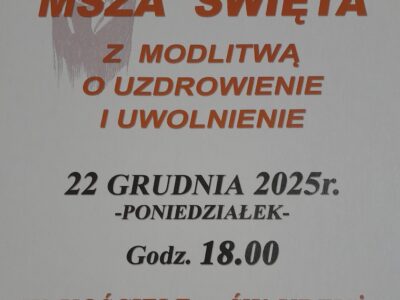 MSZA ŚWIĘTA
Z MODLITWĄ
O UZDROWIENIE
I UWOLNIENIE
22 GRUDNIA 2025r.
-PONIEDZIAŁEK-
Godz. 18.00